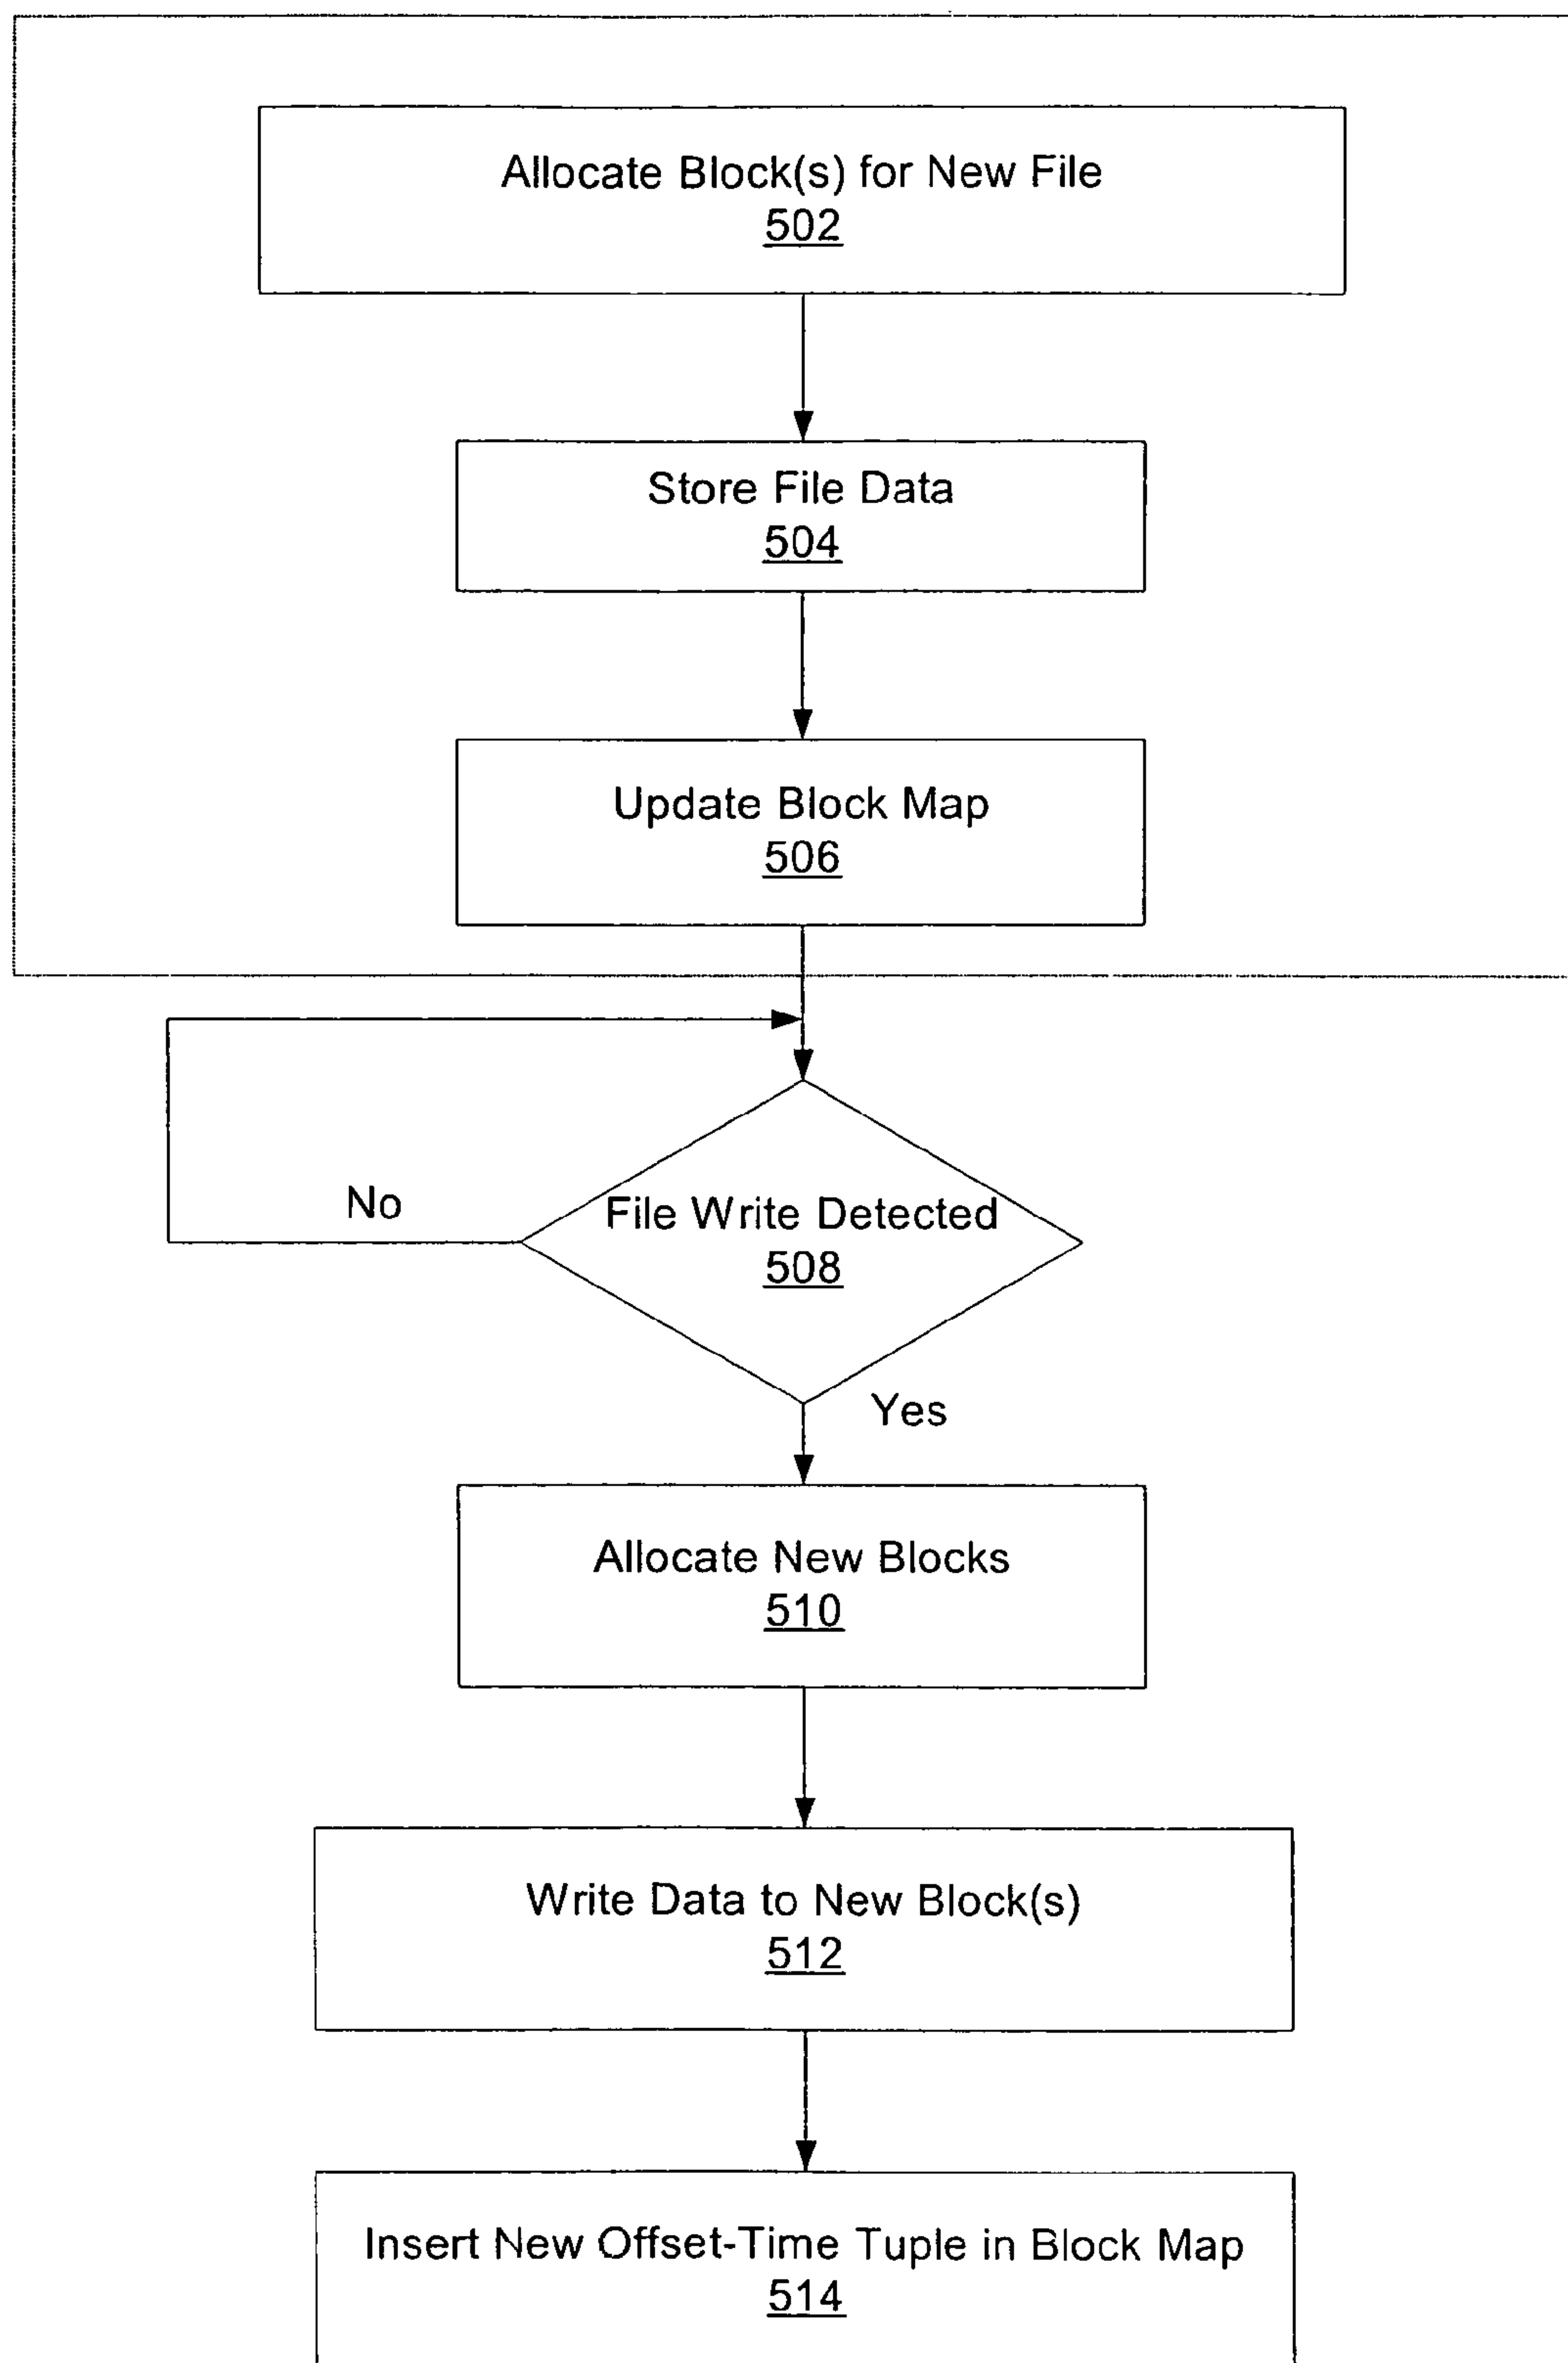 Allocate Block(s) for New File
502
Store File Data
504
Update Block Map
506
No
File Write Detected
508
Yes
Allocate New Blocks
510
Write Data to New Block(s)
512
Insert New Offset-Time Tuple in Block Map
514